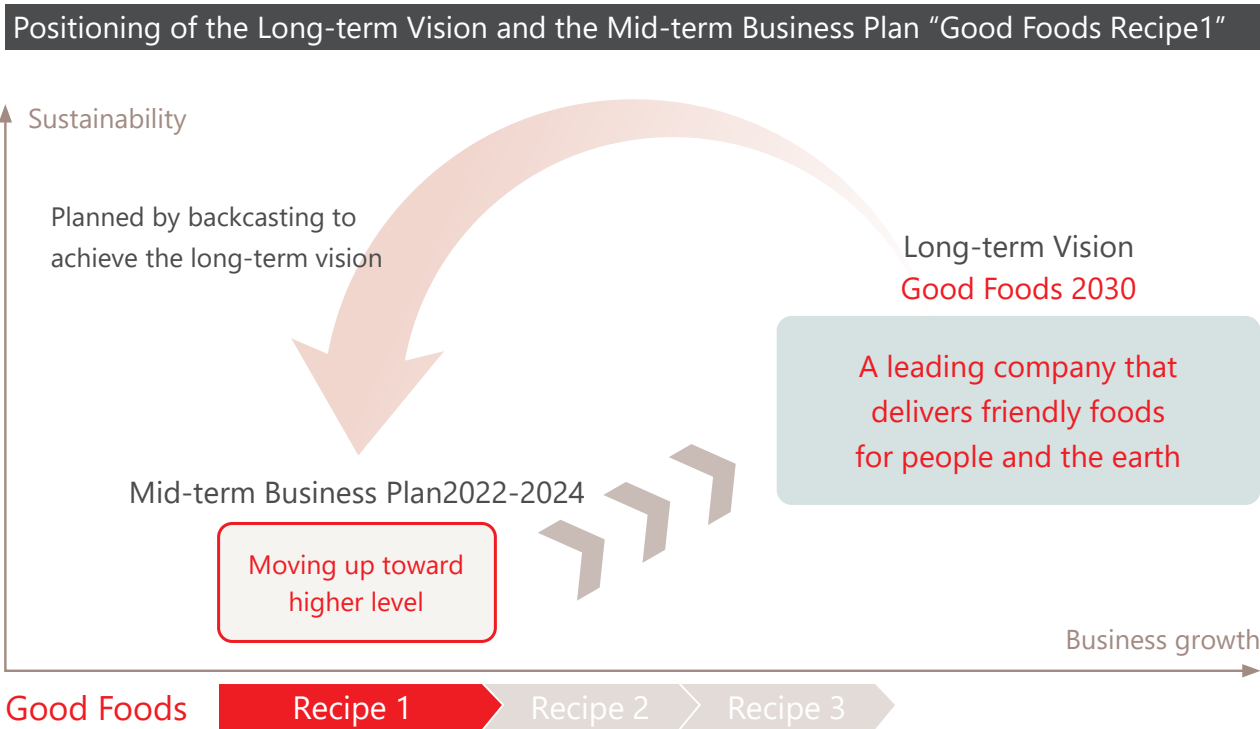 Positioning of the Long-term Vision and the Mid-term Business Plan “Good Foods Recipe1”
Sustainability
Planned by backcasting to
achieve the long-term vision
Long-term Vision
Good Foods 2030
A leading company that
delivers friendly foods
for people and the earth
Mid-term Business Plan2022-2024
Moving up toward
higher level
Business growth
Good Foods
Recipe 1
Recipe 2
Recipe 3